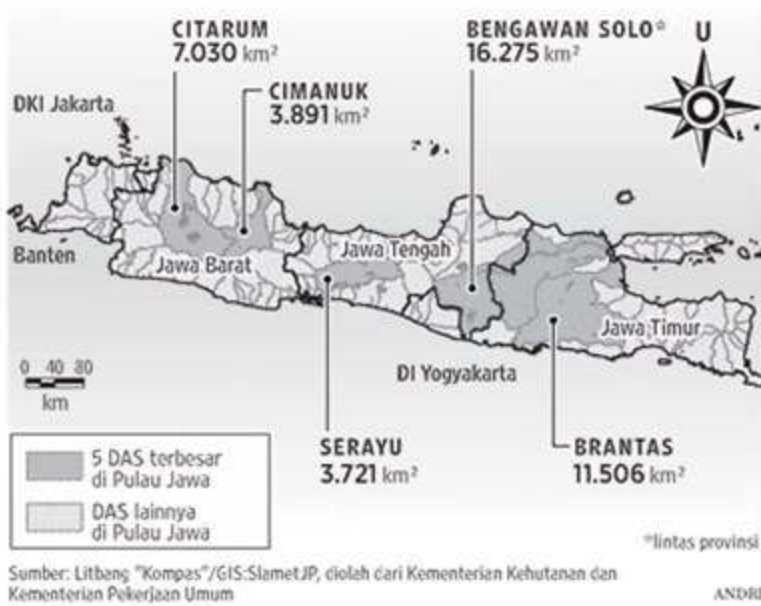 CITARUM
7.030 km²
BENGAWAN SOLO*
16.275 km²
U
CIMANUK
3.891 km²
DKI Jakarta
Banten
Jawa Barat
Jawa Tengah
Jawa Timur
0 40 80
km
DI Yogyakarta
SERAYU
3.721 km²
BRANTAS
11.506 km²
5 DAS terbesar
di Pulau Jawa
DAS lainnya
di Pulau Jawa
*lintas provinsi
Sumber: Litbang "Kompas"/GIS:SlametJP, diolah dari Kementerian Kehutanan dan
Kementerian Pekerjaan Umum
ANDRI